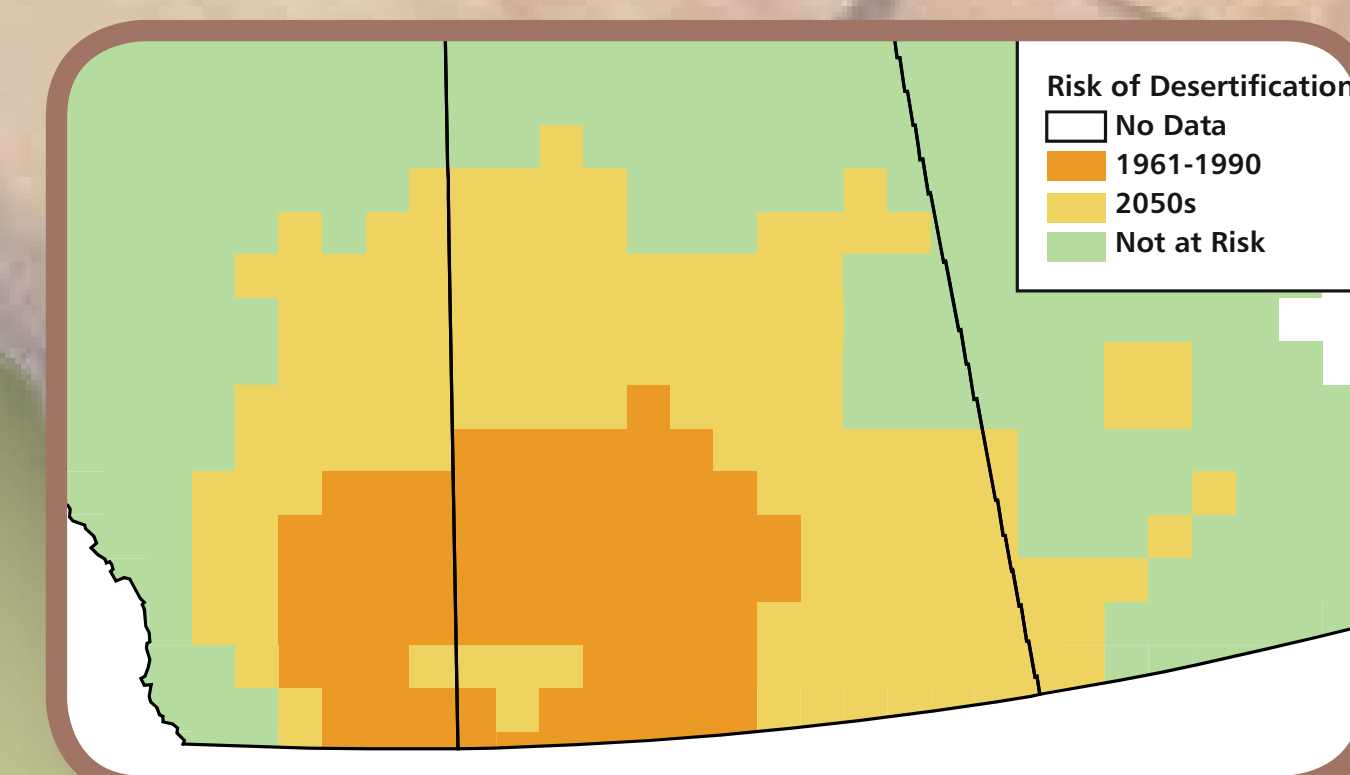 Risk of Desertification
No Data
1961-1990
2050s
Not at Risk